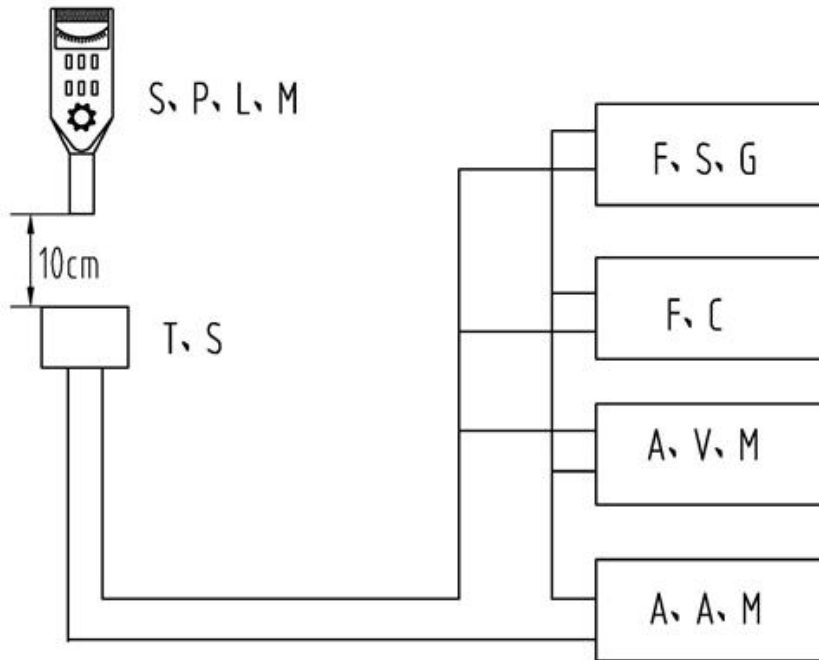 S、P、L、M
10cm
T、S
F、S、G
F、C
A、V、M
A、A、M